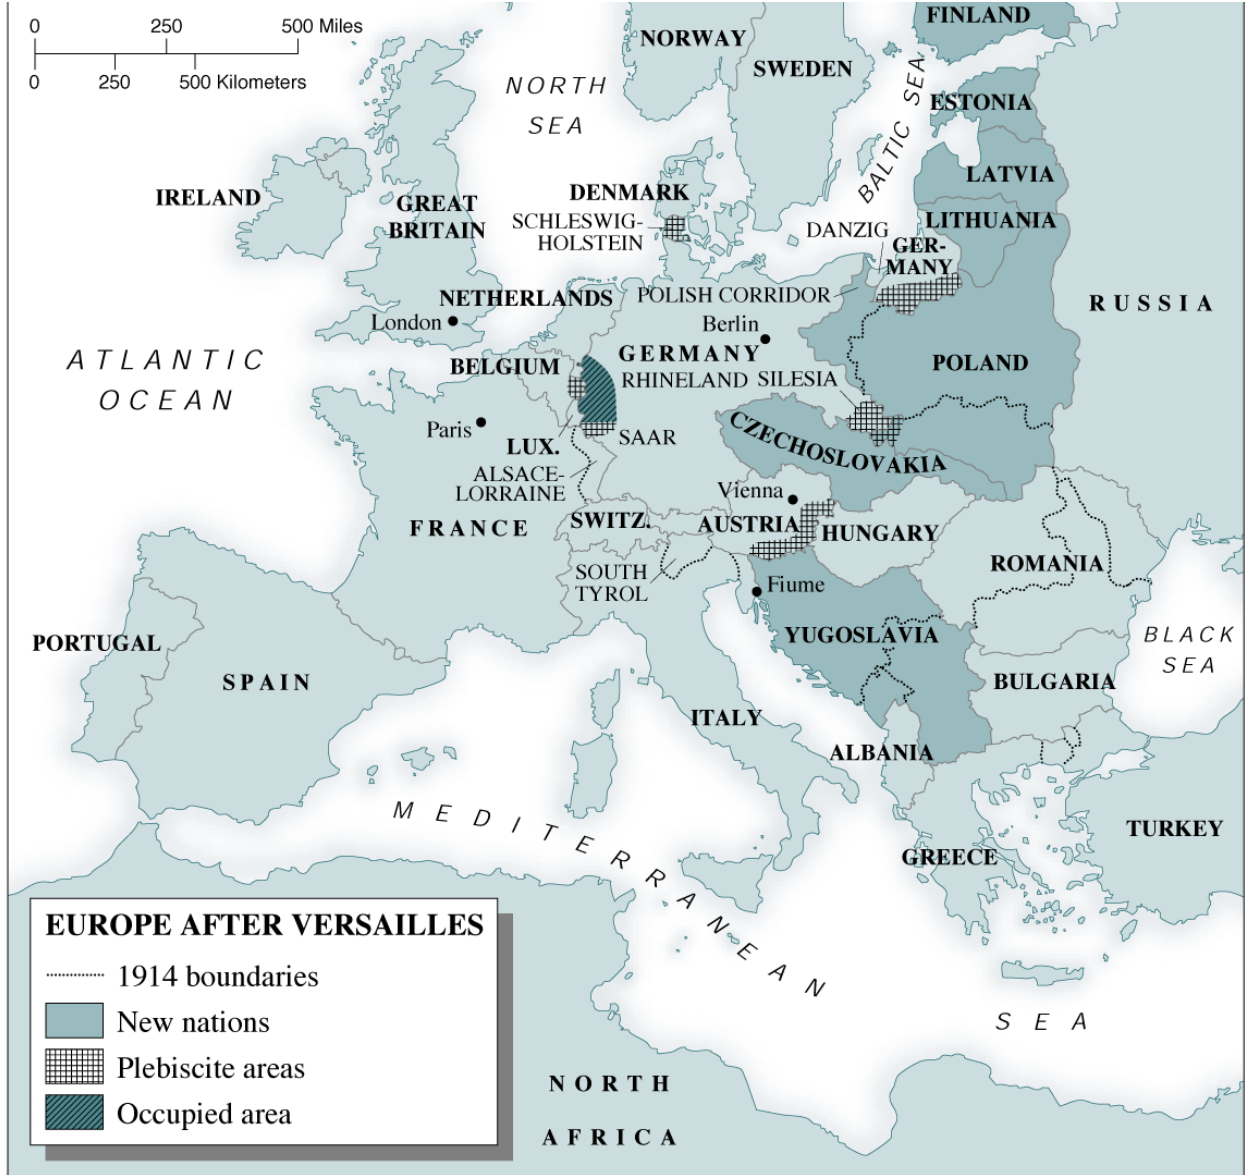 0 250 500 Miles
0 250 500 Kilometers
NORWAY
SWEDEN
FINLAND
NORTH
SEA
BALTIC SEA
ESTONIA
LATVIA
LITHUANIA
IRELAND
GREAT
BRITAIN
DENMARK
SCHLESWIG-
HOLSTEIN
DANZIG
GER-
MANY
NETHERLANDS
POLISH CORRIDOR
RUSSIA
London
Berlin
ATLANTIC
OCEAN
BELGIUM
GERMANY
POLAND
RHINELAND
SILESIA
Paris
LUX.
SAAR
CZECHOSLOVAKIA
ALSACE-
LORRAINE
Vienna
FRANCE
SWITZ.
AUSTRIA
HUNGARY
ROMANIA
SOUTH
TYROL
Fiume
PORTUGAL
YUGOSLAVIA
BLACK
SEA
SPAIN
BULGARIA
ITALY
ALBANIA
MEDITERRANEAN
SEA
TURKEY
GREECE
EUROPE AFTER VERSAILLES
1914 boundaries
New nations
Plebiscite areas
Occupied area
NORTH
AFRICA